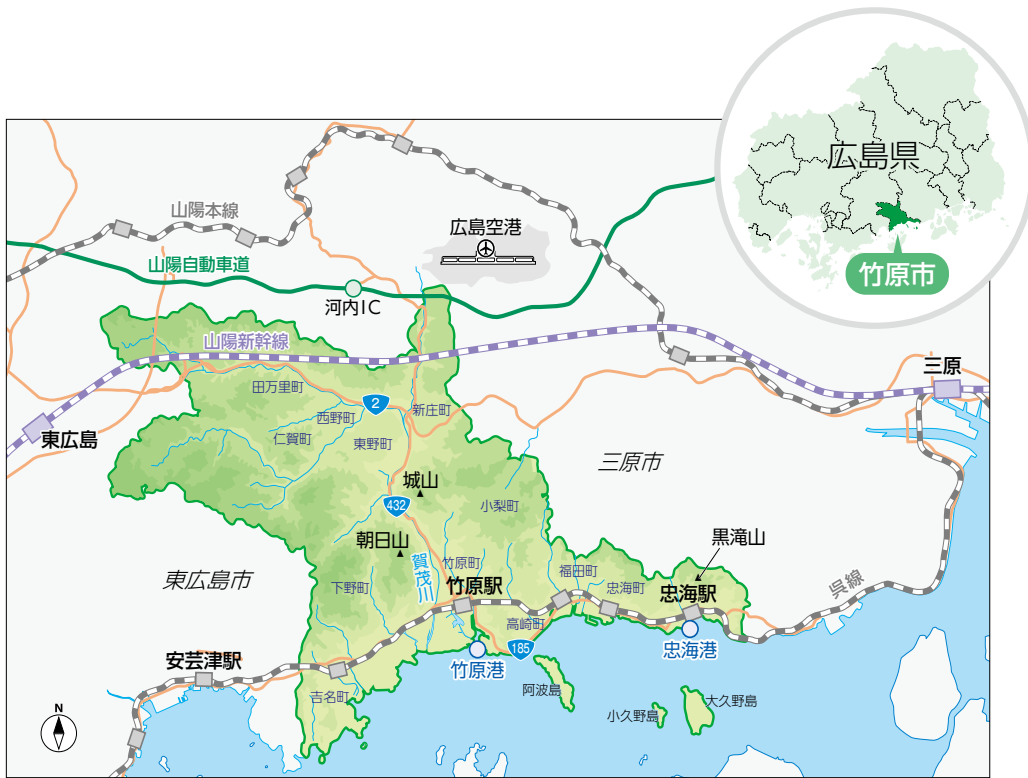 広島県
竹原市
山陽本線
広島空港
山陽自動車道
河内IC
山陽新幹線
三原
田万里町
2
新庄町
西野町
東広島
仁賀町
東野町
三原市
城山
432
小梨町
朝日山
黒滝山
賀茂川
竹原町
福田町
東広島市
下野町
竹原駅
忠海町
忠海駅
呉線
高崎町
185
忠海港
安芸津駅
竹原港
吉名町
阿波島
大久野島
小久野島
N